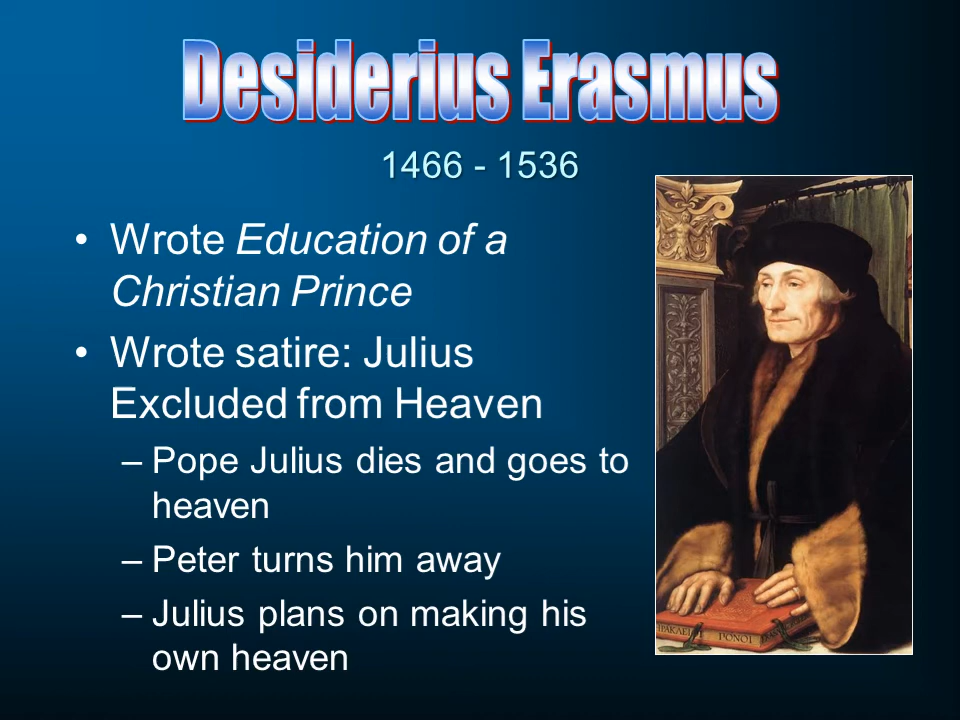 Desiderius Erasmus
1466 - 1536
• Wrote Education of a
Christian Prince
• Wrote satire: Julius
Excluded from Heaven
– Pope Julius dies and goes to
heaven
– Peter turns him away
– Julius plans on making his
own heaven
ΠΟΝΟΙ